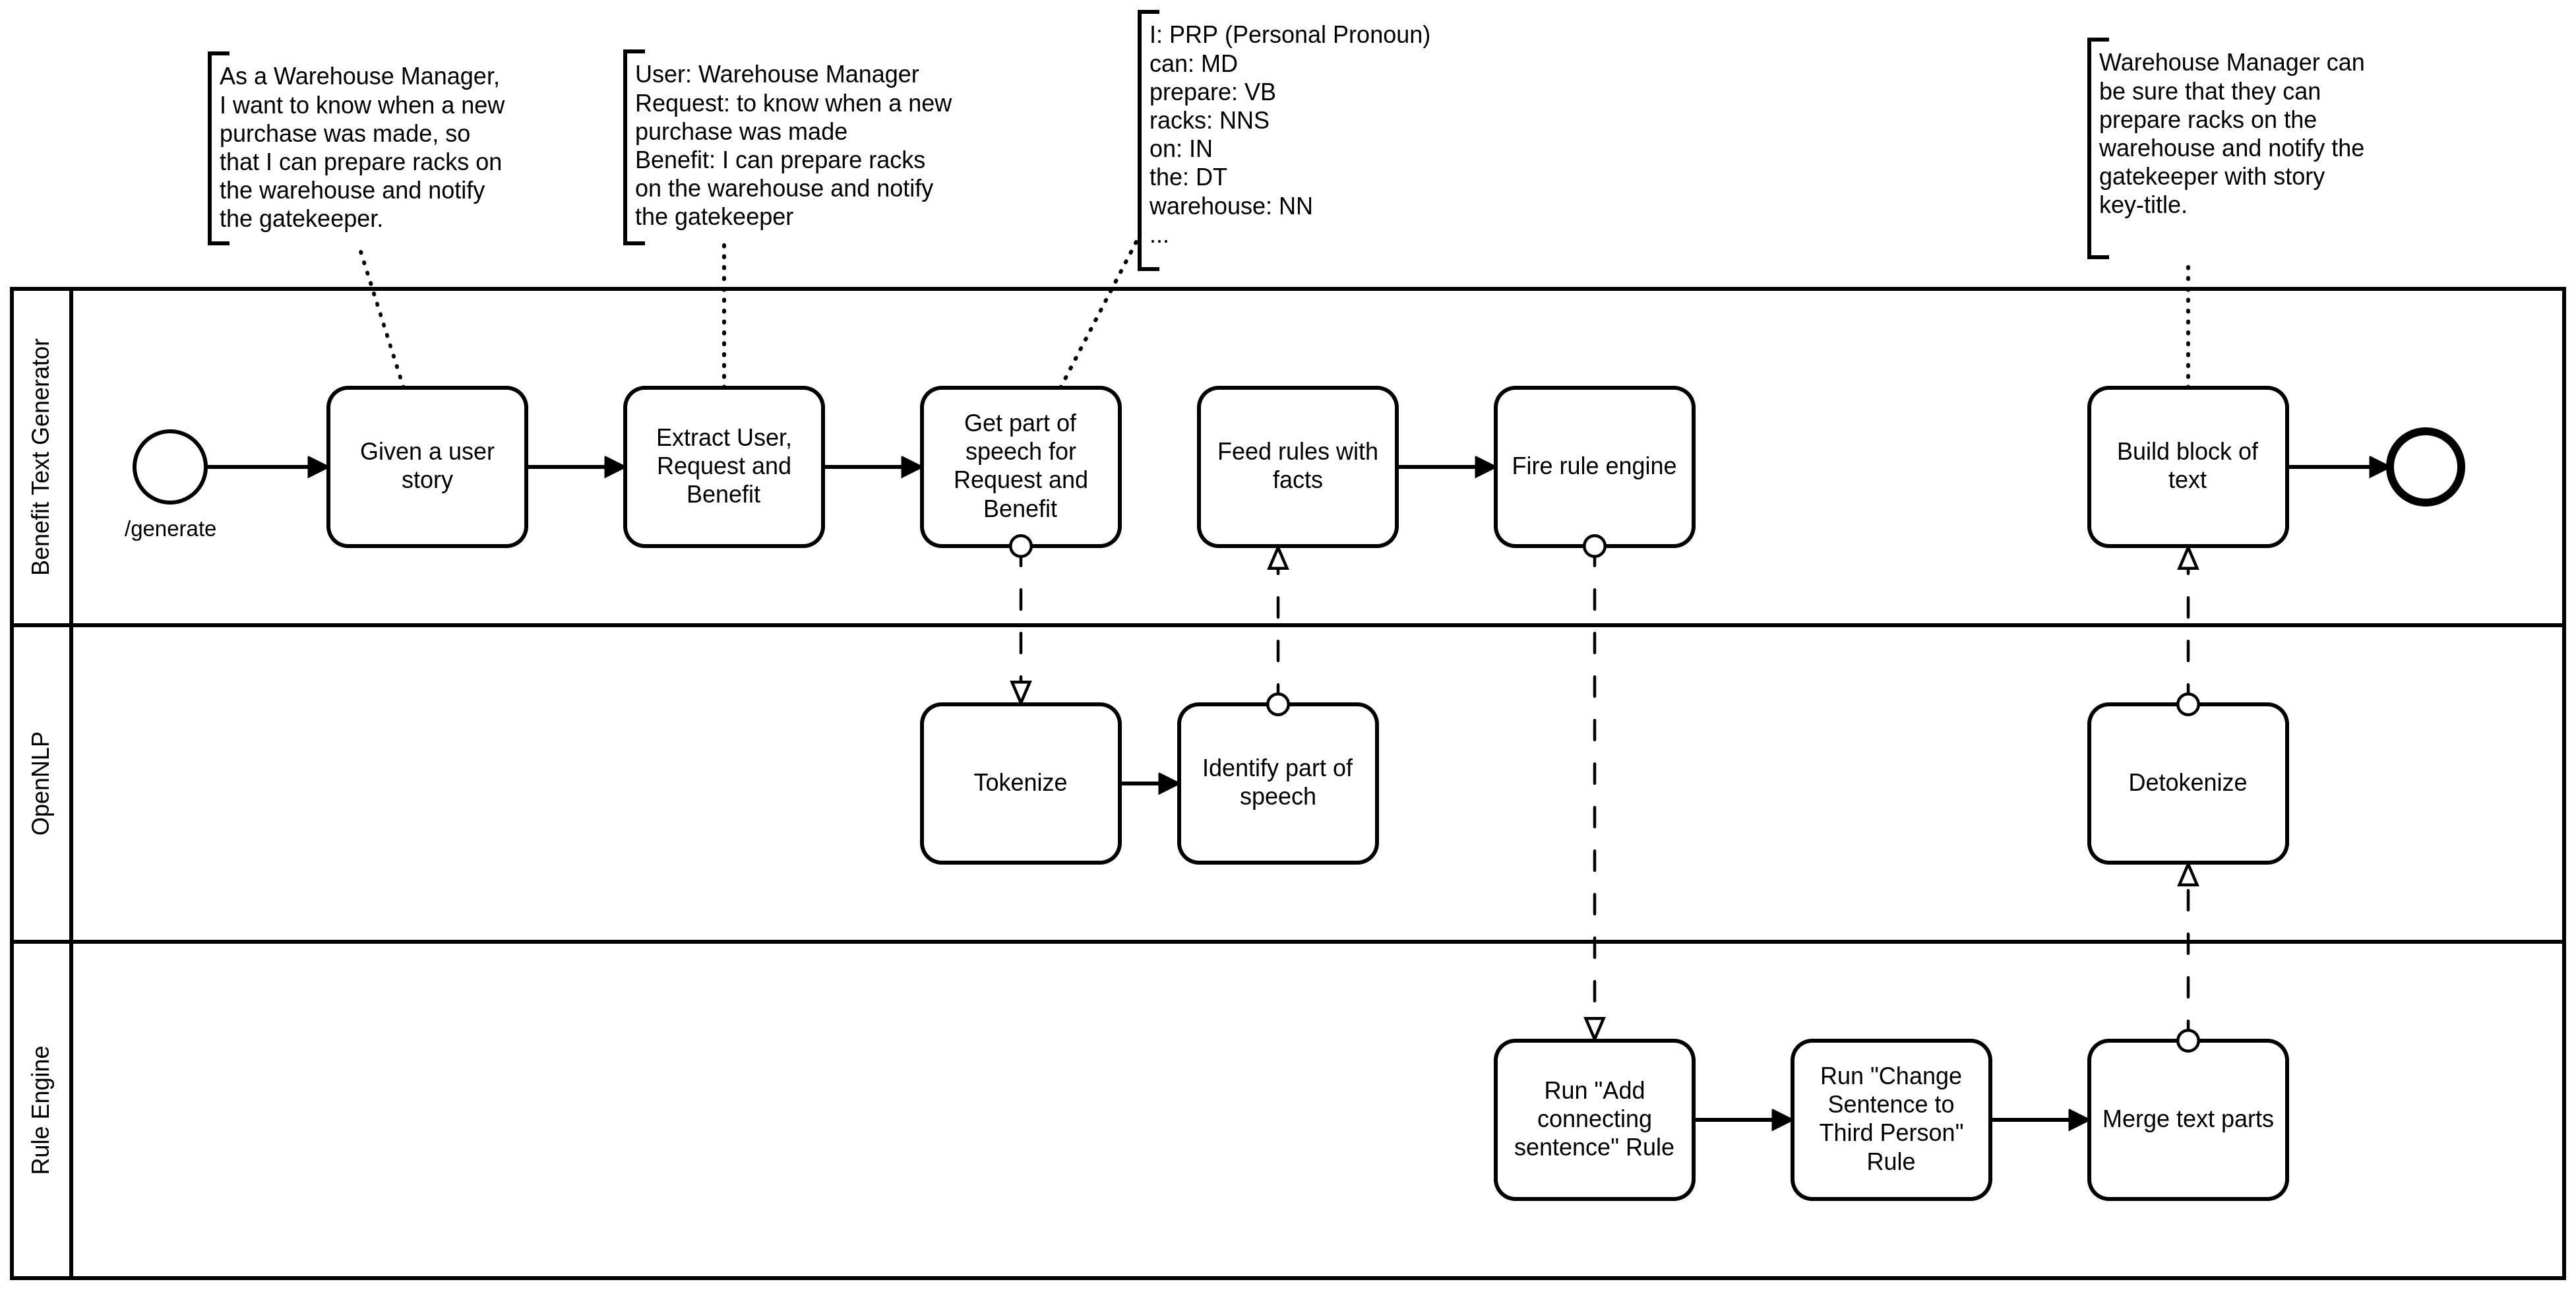 As a Warehouse Manager,
I want to know when a new
purchase was made, so
that I can prepare racks on
the warehouse and notify
the gatekeeper.
User: Warehouse Manager
Request: to know when a new
purchase was made
Benefit: I can prepare racks
on the warehouse and notify
the gatekeeper
I: PRP (Personal Pronoun)
can: MD
prepare: VB
racks: NNS
on: IN
the: DT
warehouse: NN
...
Warehouse Manager can
be sure that they can
prepare racks on the
warehouse and notify the
gatekeeper with story
key-title.
Benefit Text Generator
/generate
Given a user
story
Extract User,
Request and
Benefit
Get part of
speech for
Request and
Benefit
Feed rules with
facts
Fire rule engine
Build block of
text
OpenNLP
Tokenize
Identify part of
speech
Detokenize
Rule Engine
Run "Add
connecting
sentence" Rule
Run "Change
Sentence to
Third Person"
Rule
Merge text parts